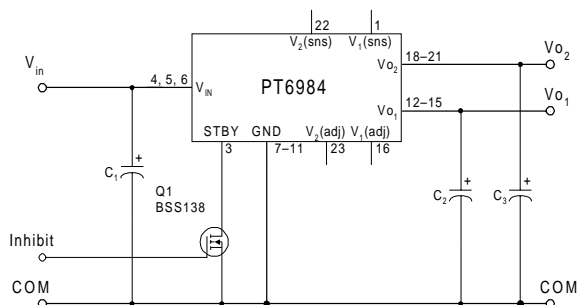 22
1
V2(sns)
V1(sns)
Vo2
18–21
Vo2
Vin
4, 5, 6
VIN
PT6984
Vo1
12–15
Vo1
STBY
GND
V2(adj)
V1(adj)
3
7–11
23
16
C1
+
Q1
BSS138
+
C2
+
C3
Inhibit
COM
COM